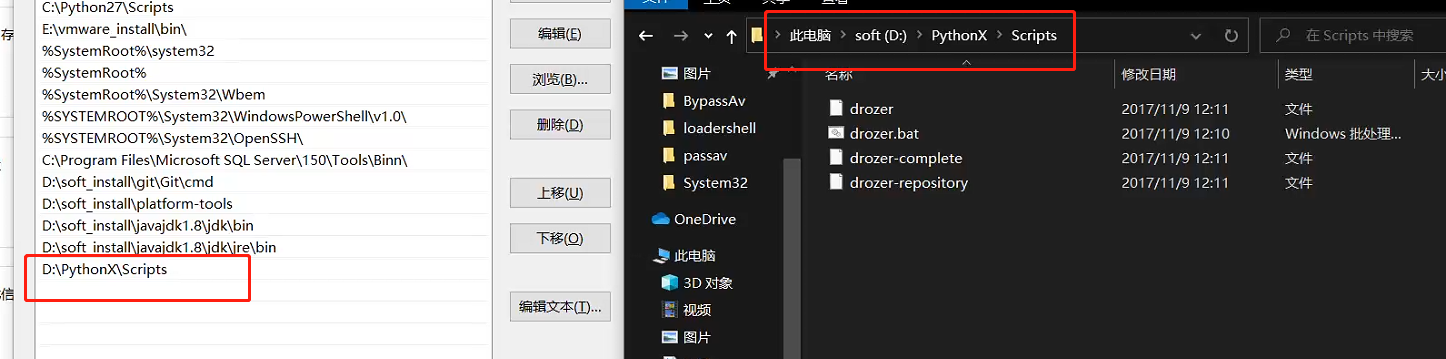 C:\Python27\Scripts
E:\vmware_install\bin\
%SystemRoot%\system32
%SystemRoot%
%SystemRoot%\System32\Wbem
%SYSTEMROOT%\System32\WindowsPowerShell\v1.0\
%SYSTEMROOT%\System32\OpenSSH\
C:\Program Files\Microsoft SQL Server\150\Tools\Binn\
D:\soft_install\git\Git\cmd
D:\soft_install\platform-tools
D:\soft_install\javajdk1.8\jdk\bin
D:\soft_install\javajdk1.8\jdk\jre\bin
D:\PythonX\Scripts
存
信
编辑(E)
浏览(B)...
删除(D)
上移(U)
下移(O)
编辑文本(T)...
此电脑 > soft (D:) > PythonX > Scripts
在 Scripts 中搜索
名称 修改日期 类型 大小
图片
BypassAv
loadershell
passav
System32
OneDrive
此电脑
3D 对象
视频
图片
drozer 2017/11/9 12:11 文件
drozer.bat 2017/11/9 12:10 Windows 批处理...
drozer-complete 2017/11/9 12:11 文件
drozer-repository 2017/11/9 12:11 文件